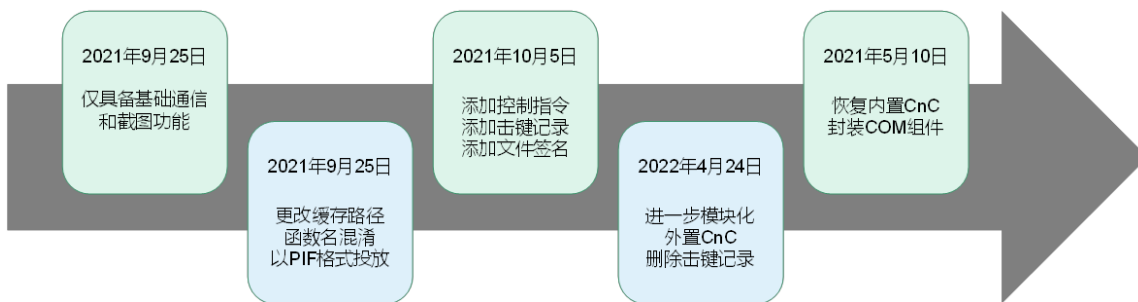 2021年9月25日
仅具备基础通信
和截图功能
2021年9月25日
更改缓存路径
函数名混淆
以PIF格式投放
2021年10月5日
添加控制指令
添加击键记录
添加文件签名
2022年4月24日
进一步模块化
外置CnC
删除击键记录
2021年5月10日
恢复内置CnC
封装COM组件